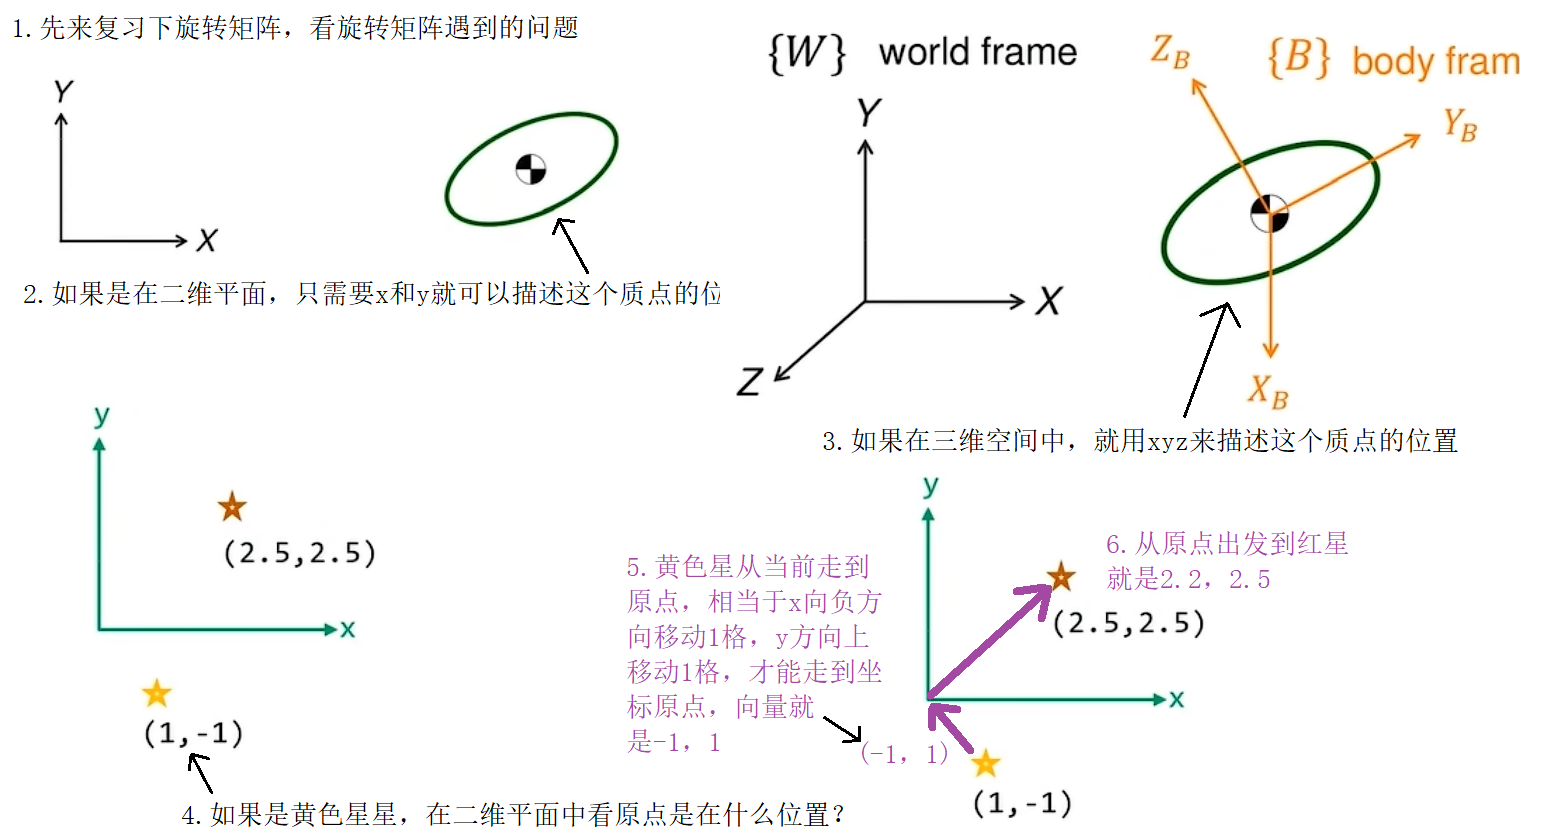 1.先来复习下旋转矩阵，看旋转矩阵遇到的问题
Y
X
2.如果是在二维平面，只需要x和y就可以描述这个质点的位
{W} world frame
Y
X
Z
Z_B
{B} body fram
Y_B
X_B
3.如果在三维空间中，就用xyz来描述这个质点的位置
y
(2.5,2.5)
x
(1,-1)
4.如果是黄色星星，在二维平面中看原点是在什么位置？
5.黄色星从当前走到
原点，相当于x向负方
向移动1格，y方向上
移动1格，才能走到坐
标原点，向量就
是-1，1
(-1, 1)
y
6.从原点出发到红星
就是2.2，2.5
(2.5,2.5)
x
(1,-1)